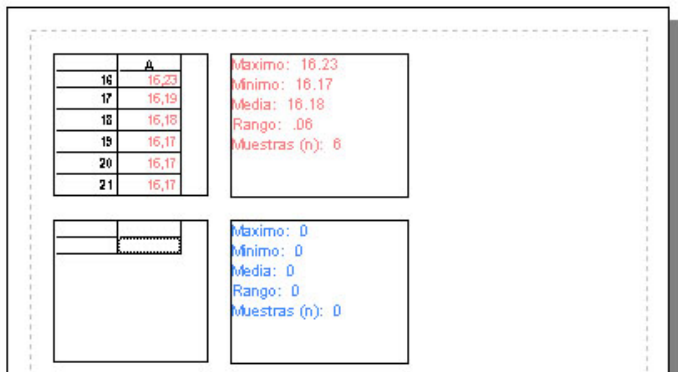 A
16 16,23
17 16,19
18 16,18
19 16,17
20 16,17
21 16,17
Maximo: 16.23
Minimo: 16.17
Media: 16.18
Rango: .06
Muestras (n): 6
Maximo: 0
Minimo: 0
Media: 0
Rango: 0
Muestras (n): 0